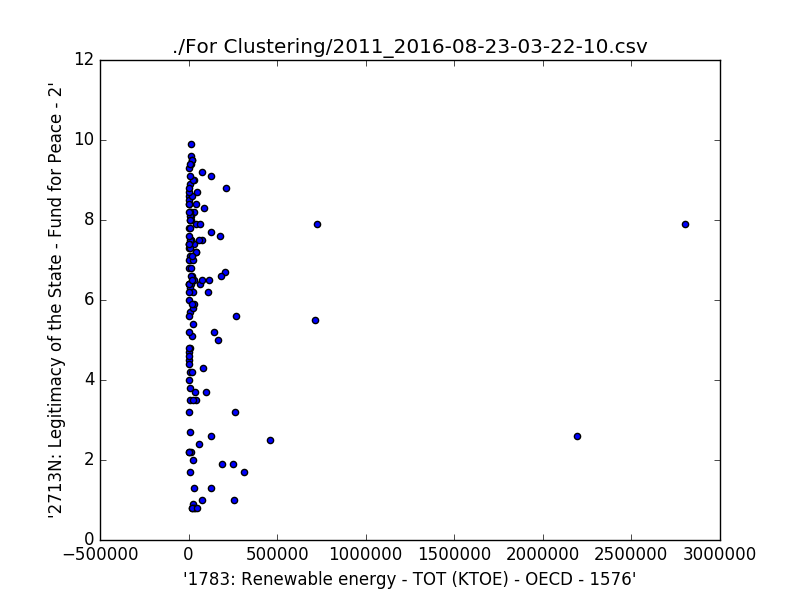 ./For Clustering/2011_2016-08-23-03-22-10.csv
'2713N: Legitimacy of the State - Fund for Peace - 2'
12
10
8
6
4
2
0
−500000 0 500000 1000000 1500000 2000000 2500000 3000000
'1783: Renewable energy - TOT (KTOE) - OECD - 1576'